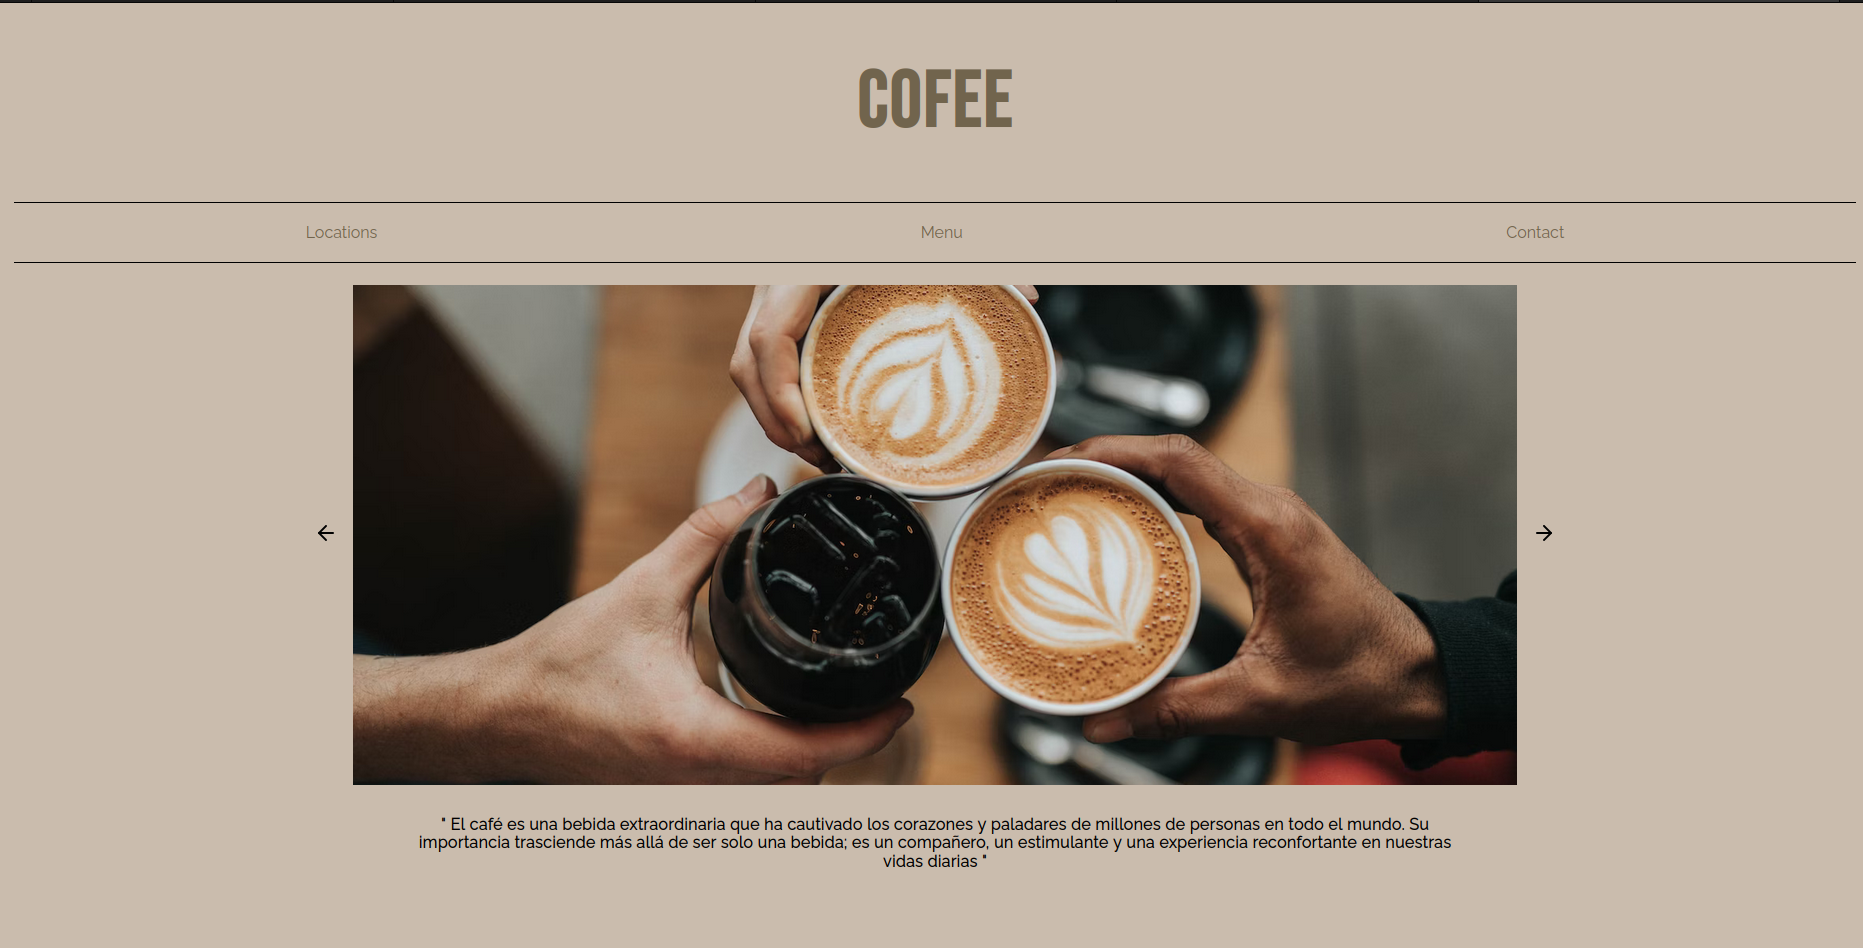 COFEE
Locations Menu Contact
" El café es una bebida extraordinaria que ha cautivado los corazones y paladares de millones de personas en todo el mundo. Su
importancia trasciende más allá de ser solo una bebida; es un compañero, un estimulante y una experiencia reconfortante en nuestras
vidas diarias "